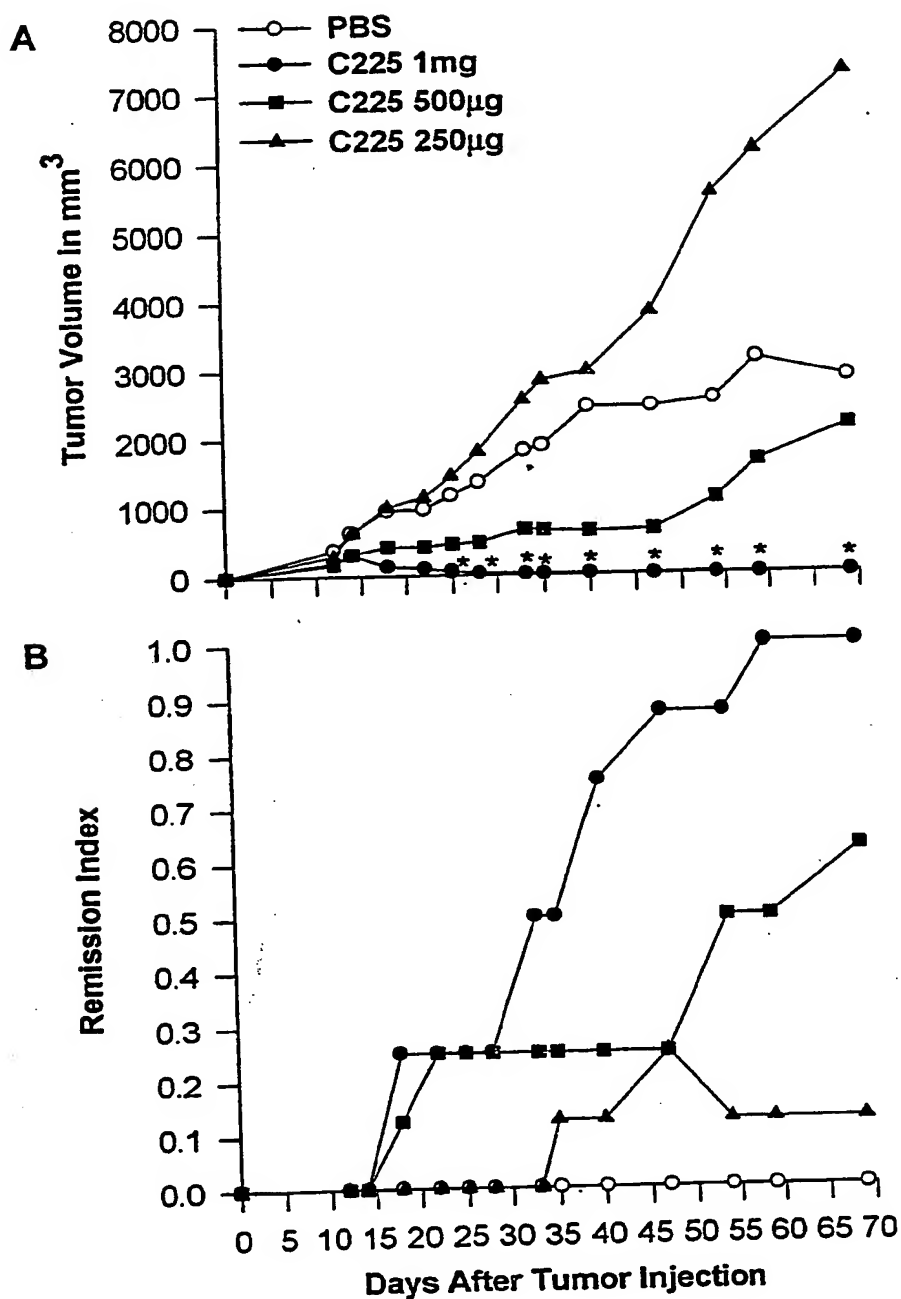 A
8000
7000
6000
5000
4000
3000
2000
1000
0
Tumor Volume in mm³
PBS
C225 1mg
C225 500µg
C225 250µg
* * * * * * * * *
B
1.0
0.9
0.8
0.7
0.6
0.5
0.4
0.3
0.2
0.1
0.0
Remission Index
0 5 10 15 20 25 30 35 40 45 50 55 60 65 70
Days After Tumor Injection